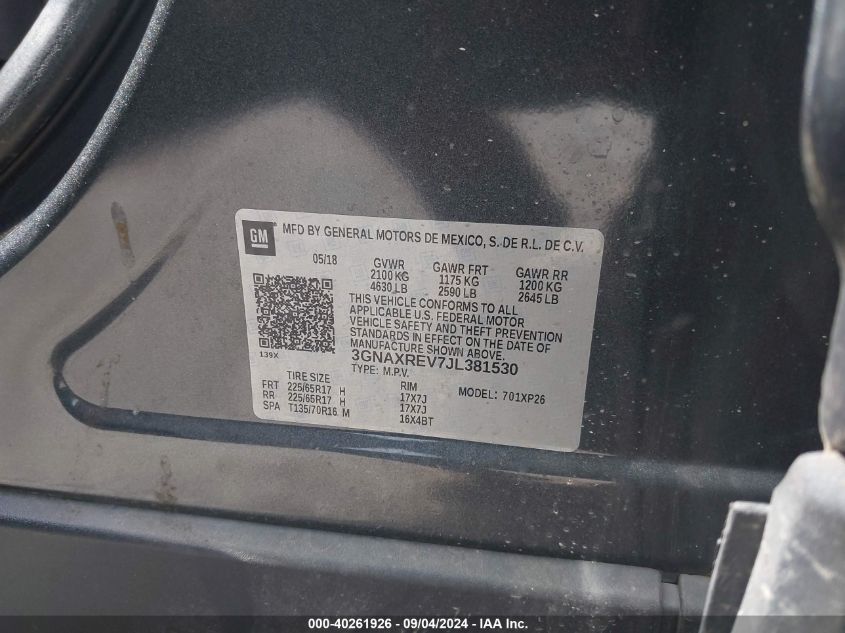 GM
MFD BY GENERAL MOTORS DE MEXICO, S. DE R.L. DE C.V.
05/18 GVWR GAWR FRT GAWR RR
2100 KG 1175 KG 1200 KG
4630 LB 2590 LB 2645 LB
THIS VEHICLE CONFORMS TO ALL
APPLICABLE U.S. FEDERAL MOTOR
VEHICLE SAFETY AND THEFT PREVENTION
STANDARDS IN EFFECT ON THE DATE OF
MANUFACTURE SHOWN ABOVE.
139X
3GNAXREV7JL381530
TYPE: M.P.V.
TIRE SIZE RIM MODEL: 701XP26
FRT 225/65R17 H 17X7J
RR 225/65R17 H 17X7J
SPA T135/70R16 M 16X4BT
000-40261926 - 09/04/2024 - IAAI.com